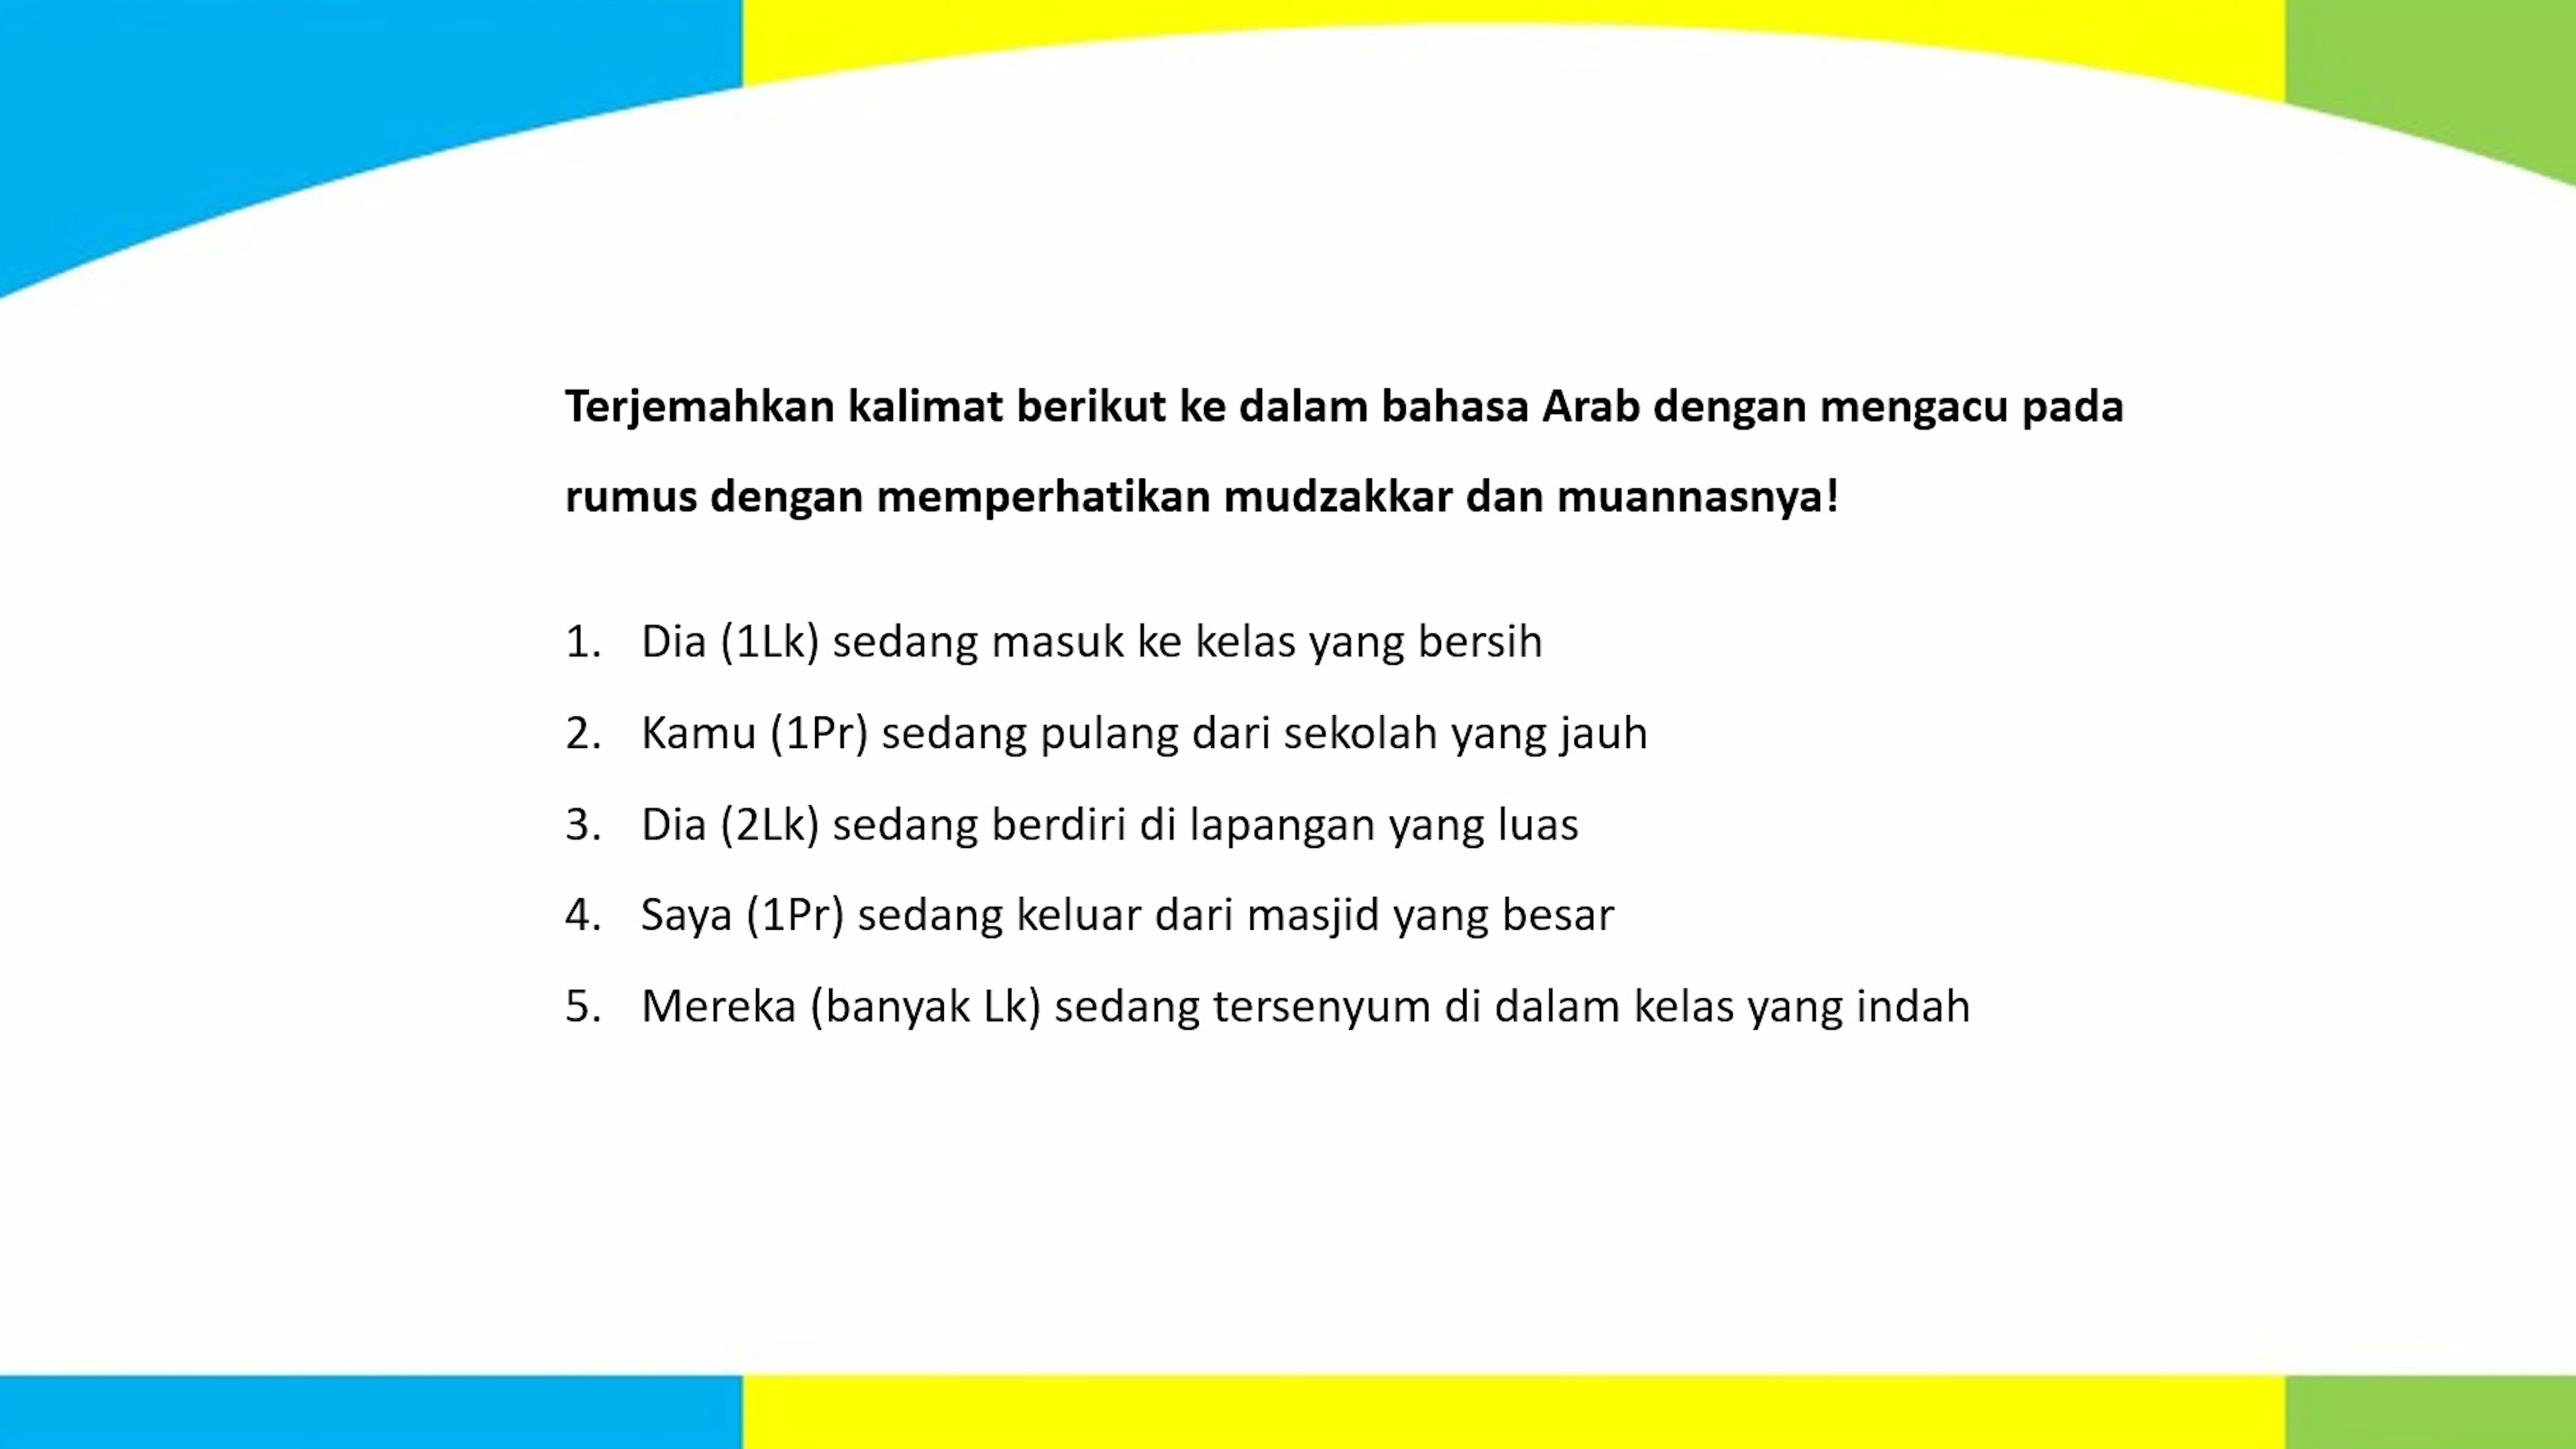 Terjemahkan kalimat berikut ke dalam bahasa Arab dengan mengacu pada
rumus dengan memperhatikan mudzakkar dan muannasnya!
1. Dia (1Lk) sedang masuk ke kelas yang bersih
2. Kamu (1Pr) sedang pulang dari sekolah yang jauh
3. Dia (2Lk) sedang berdiri di lapangan yang luas
4. Saya (1Pr) sedang keluar dari masjid yang besar
5. Mereka (banyak Lk) sedang tersenyum di dalam kelas yang indah